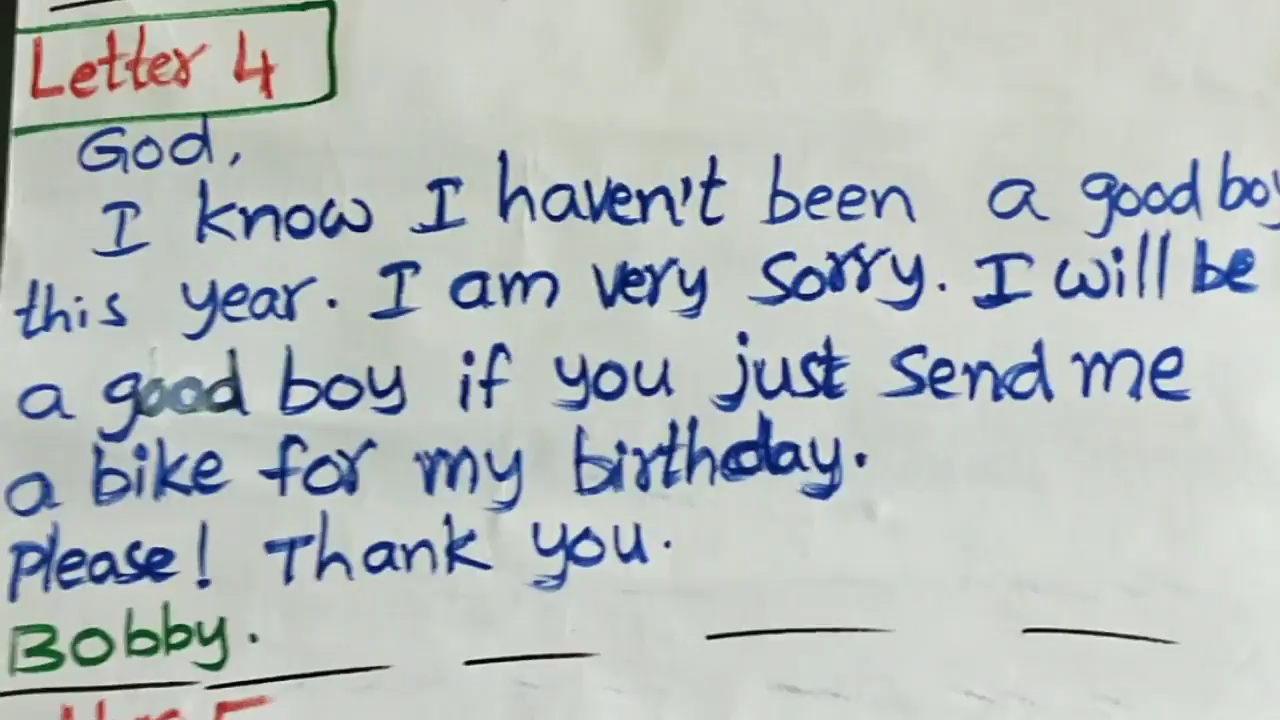 Letter 4
God,
I know I haven't been a good boy
this year. I am very sorry. I will be
a good boy if you just send me
a bike for my birthday.
Please! Thank you.
Bobby.